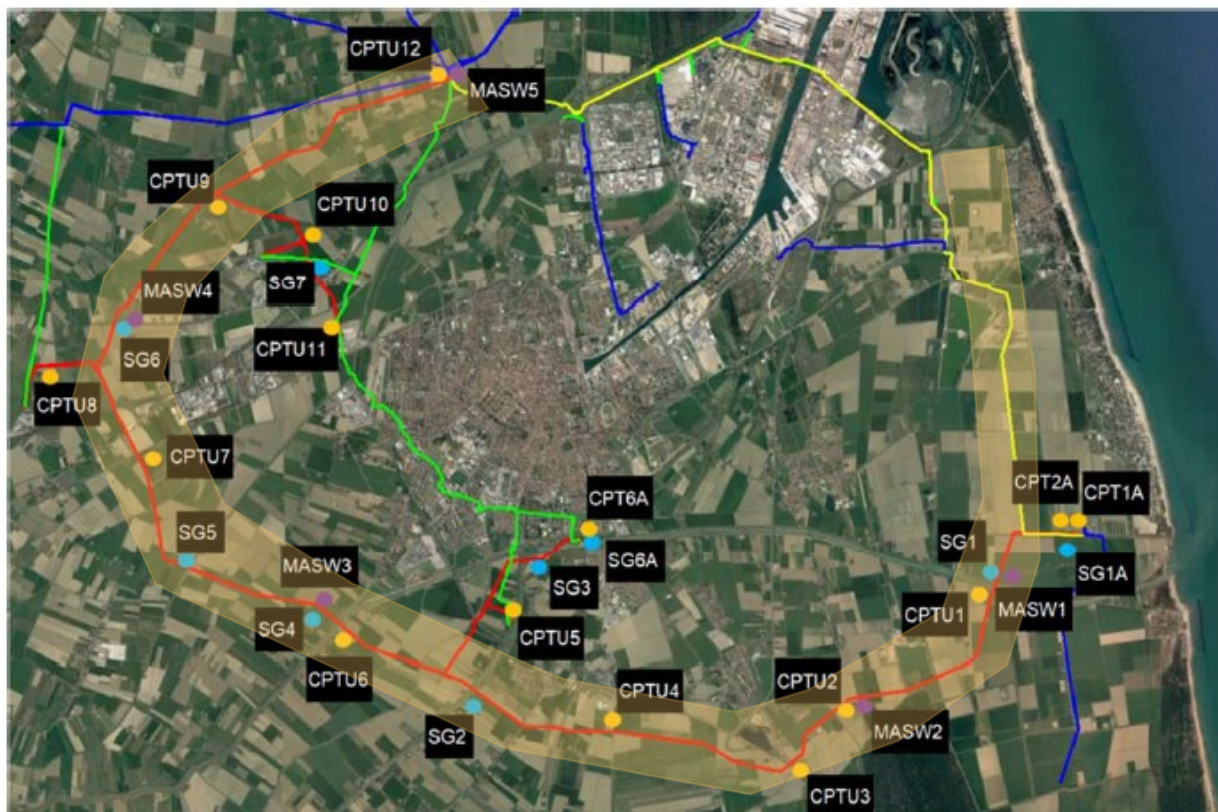 CPTU12
MASW5
CPTU9
CPTU10
SG7
MASW4
CPTU11
SG6
CPTU8
CPTU7
CPT6A
CPT2A
CPT1A
SG5
SG1
MASW3
SG3
SG6A
SG1A
SG4
CPTU1
MASW1
CPTU5
CPTU6
CPTU4
CPTU2
SG2
MASW2
CPTU3